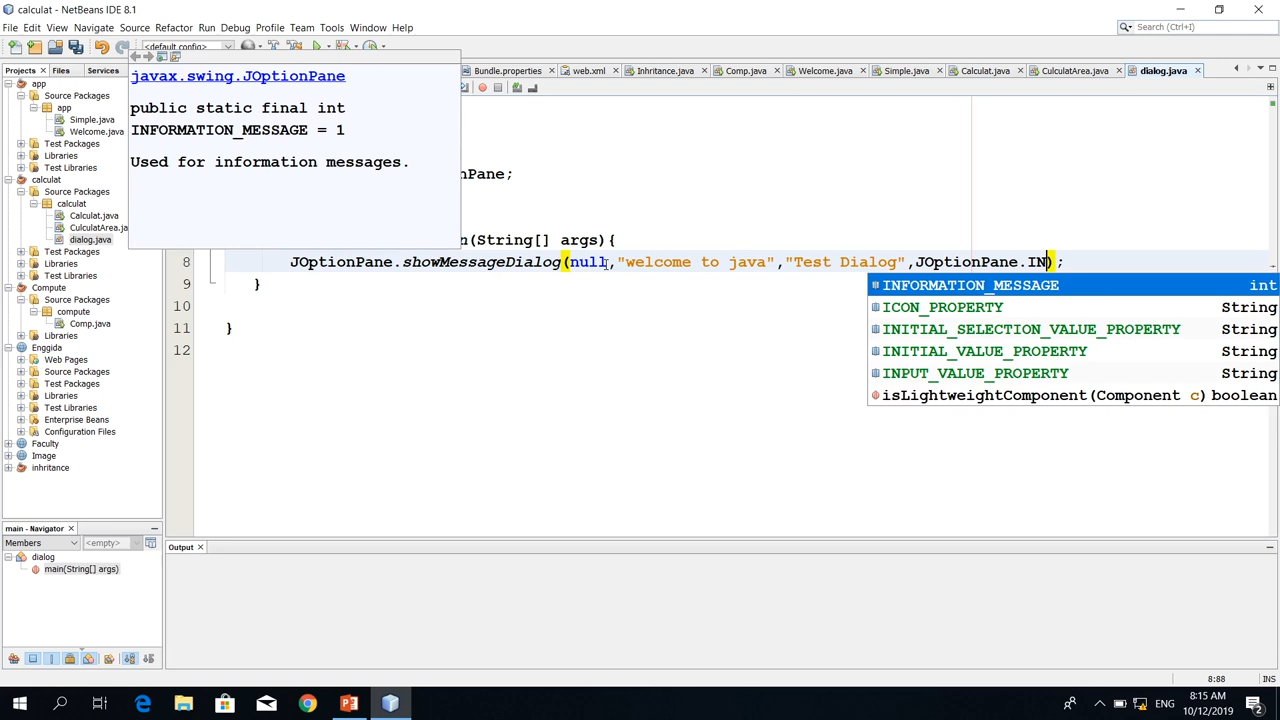 calculat - NetBeans IDE 8.1
File Edit View Navigate Source Refactor Run Debug Profile Team Tools Window Help
Search (Ctrl+I)
<default config>
Projects Files Services
Bundle.properties web.xml Inhritance.java Comp.java Welcome.java Simple.java Calculat.java CulculatArea.java dialog.java
app
Source Packages
app
Simple.java
Welcome.java
Test Packages
Libraries
Test Libraries
calculat
Source Packages
calculat
Calculat.java
CulculatArea.ja
dialog.java
Test Packages
Libraries
Test Libraries
Compute
Source Packages
compute
Comp.java
Libraries
Enggida
Web Pages
Source Packages
Test Packages
Libraries
Test Libraries
Enterprise Beans
Configuration Files
Faculty
Image
inhritance
javax.swing.JOptionPane
public static final int
INFORMATION_MESSAGE = 1
Used for information messages.
nPane;
n(String[] args){
8 JOptionPane.showMessageDialog(null,"welcome to java","Test Dialog",JOptionPane.IN);
9 }
10
11 }
12
INFORMATION_MESSAGE int
ICON_PROPERTY String
INITIAL_SELECTION_VALUE_PROPERTY String
INITIAL_VALUE_PROPERTY String
INPUT_VALUE_PROPERTY String
isLightweightComponent(Component c) boolean
main - Navigator
Members <empty>
dialog
main(String[] args)
Output
8:88 INS
ENG
8:15 AM
10/12/2019
2